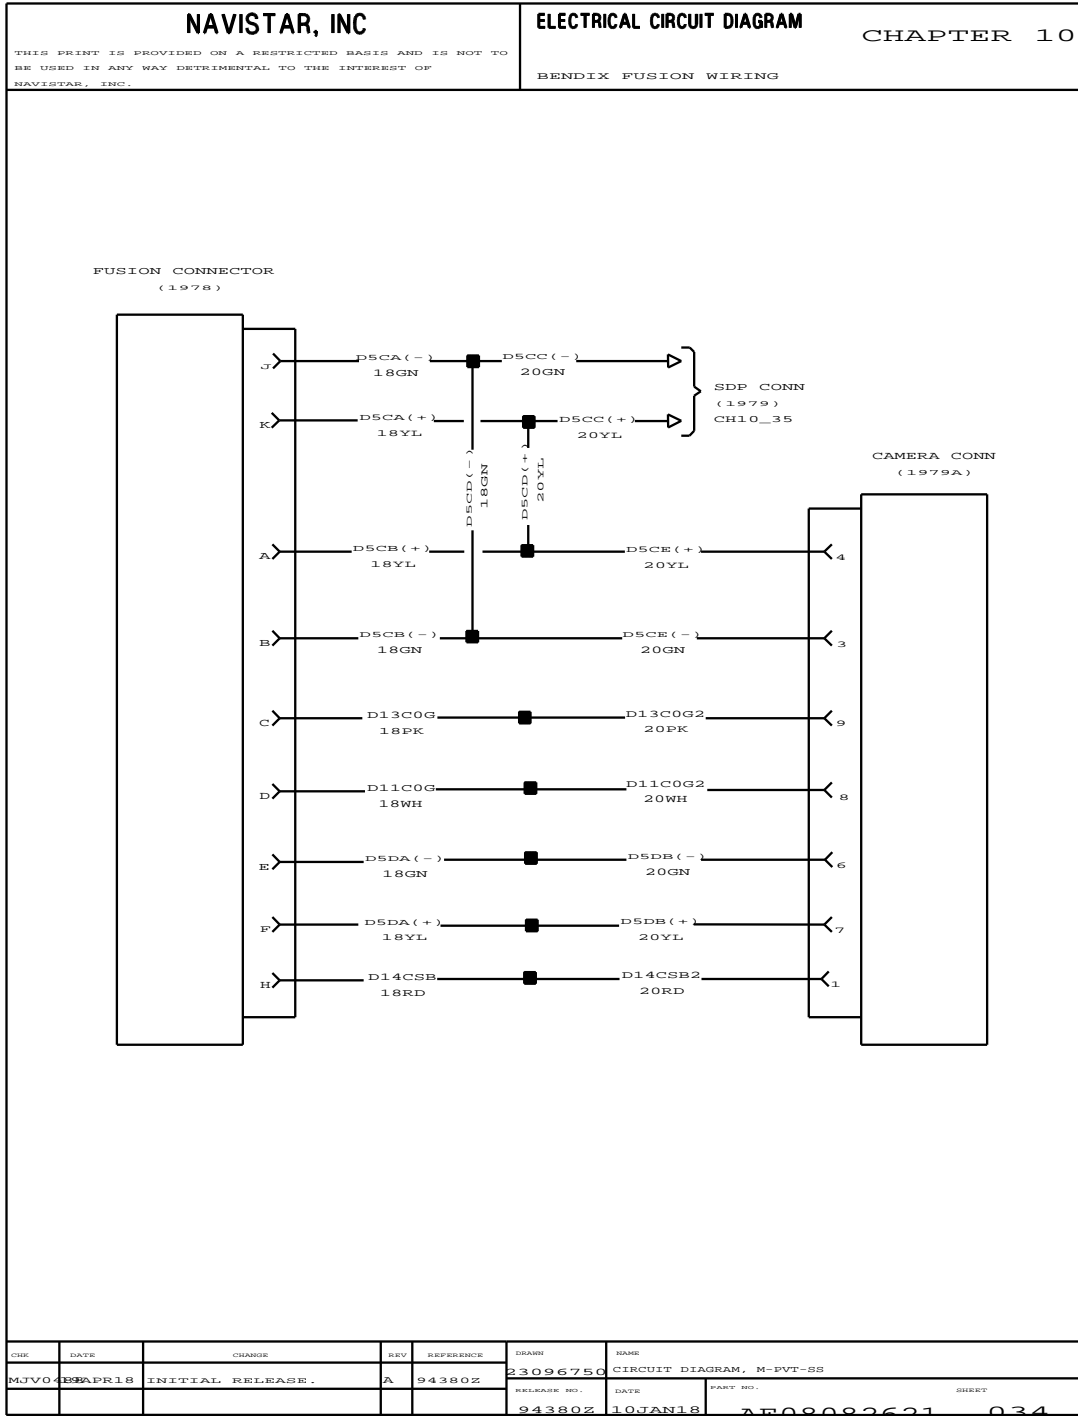 NAVISTAR, INC
THIS PRINT IS PROVIDED ON A RESTRICTED BASIS AND IS NOT TO
BE USED IN ANY WAY DETRIMENTAL TO THE INTEREST OF
NAVISTAR, INC.
ELECTRICAL CIRCUIT DIAGRAM
CHAPTER 10
BENDIX FUSION WIRING
FUSION CONNECTOR
(1978)
J
D5CA(-)
18GN
D5CC(-)
20GN
SDP CONN
(1979)
CH10_35
K
D5CA(+)
18YL
D5CC(+)
20YL
D5CD(-)
18GN
D5CD(+)
20YL
CAMERA CONN
(1979A)
A
D5CB(+)
18YL
D5CE(+)
20YL
4
B
D5CB(-)
18GN
D5CE(-)
20GN
3
C
D13C0G
18PK
D13C0G2
20PK
9
D
D11C0G
18WH
D11C0G2
20WH
8
E
D5DA(-)
18GN
D5DB(-)
20GN
6
F
D5DA(+)
18YL
D5DB(+)
20YL
7
H
D14CSB
18RD
D14CSB2
20RD
1
CHK DATE CHANGE REV REFERENCE
APR18 INITIAL RELEASE. A 94380Z
DRAWN
23096750
NAME
CIRCUIT DIAGRAM, M-PVT-SS
RELEASE NO.
94380Z
DATE
10JAN18
PART NO. SHEET
034